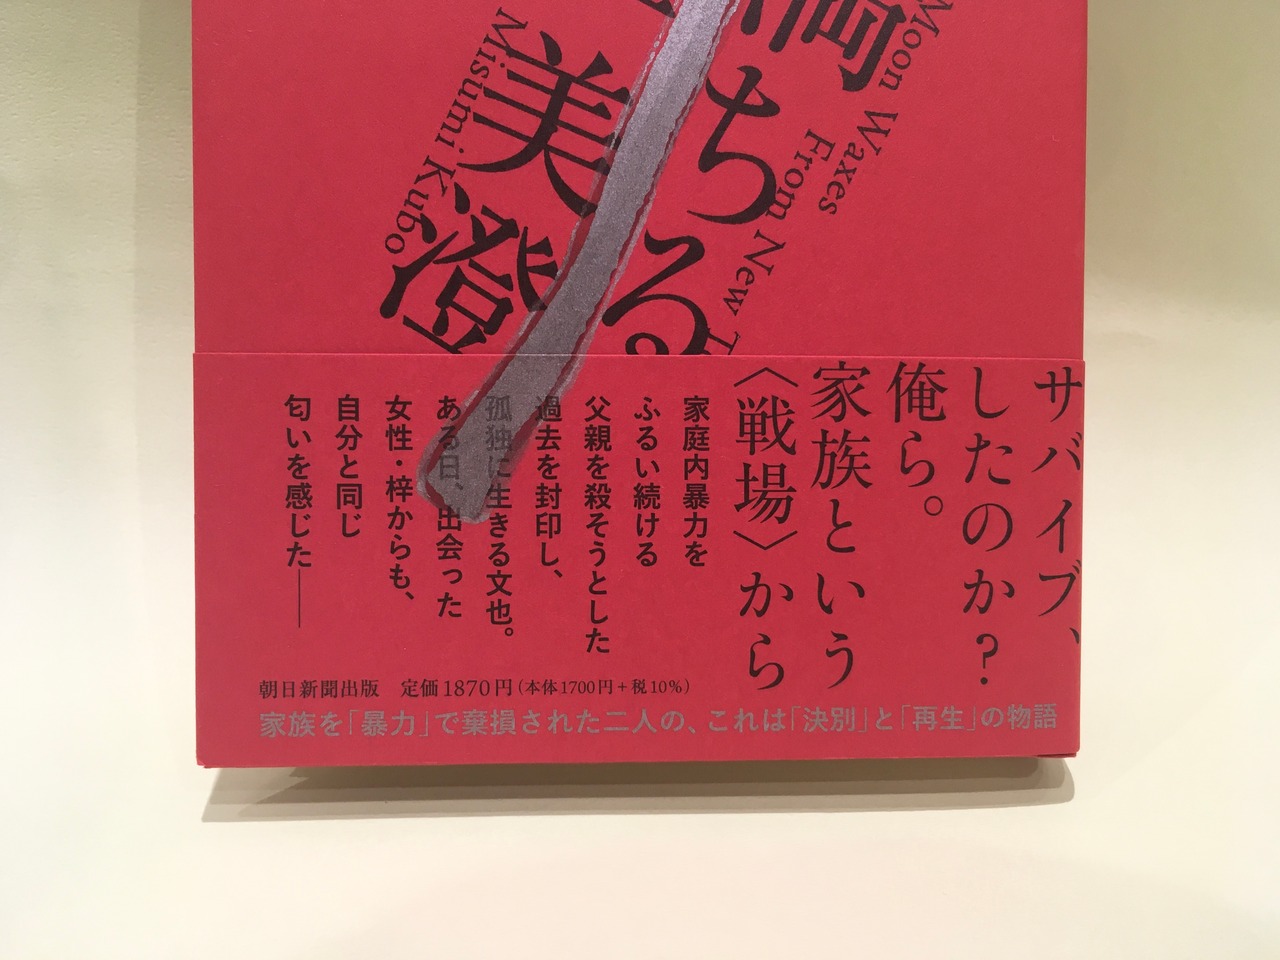 満ちる
Moon Waxes
From New
美澄
Misumi Kubo
サバイブ、
したのか?
俺ら。
家族という
〈戦場〉から
家庭内暴力を
ふるい続ける
父親を殺そうとした
過去を封印し、
孤独に生きる文也。
ある日、出会った
女性・梓からも、
自分と同じ
匂いを感じた――
朝日新聞出版 定価1870円(本体1700円+税10%)
家族を「暴力」で棄損された二人の、これは「決別」と「再生」の物語